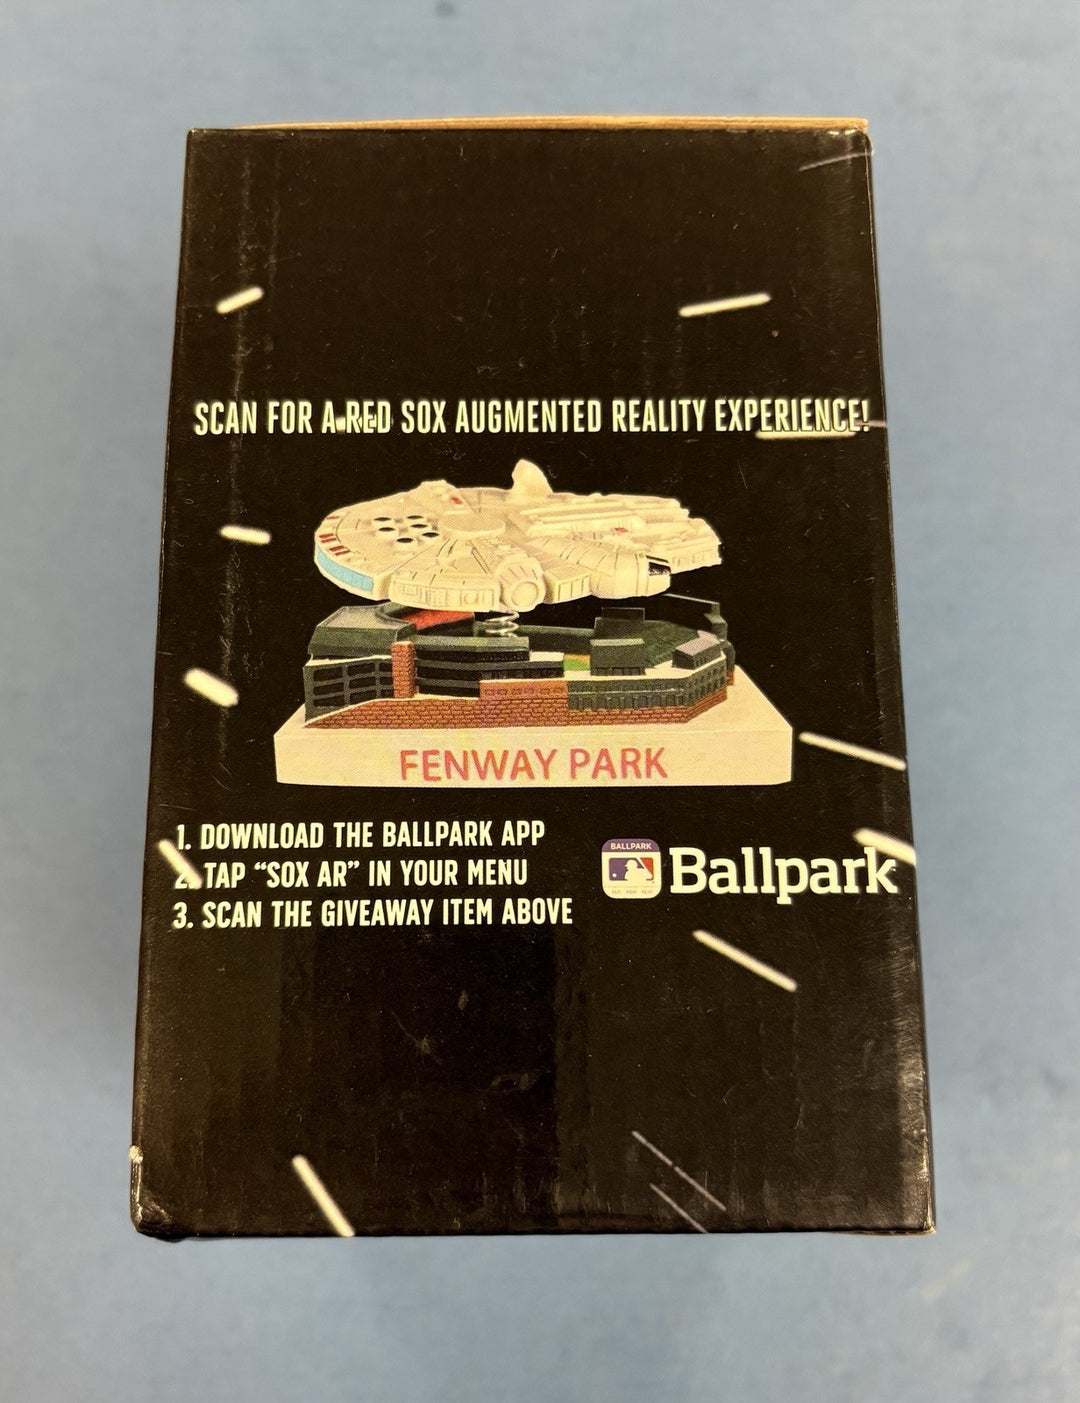 SCAN FOR A RED SOX AUGMENTED REALITY EXPERIENCE!
FENWAY PARK
1. DOWNLOAD THE BALLPARK APP
2. TAP “SOX AR” IN YOUR MENU
3. SCAN THE GIVEAWAY ITEM ABOVE
BALLPARK
Ballpark